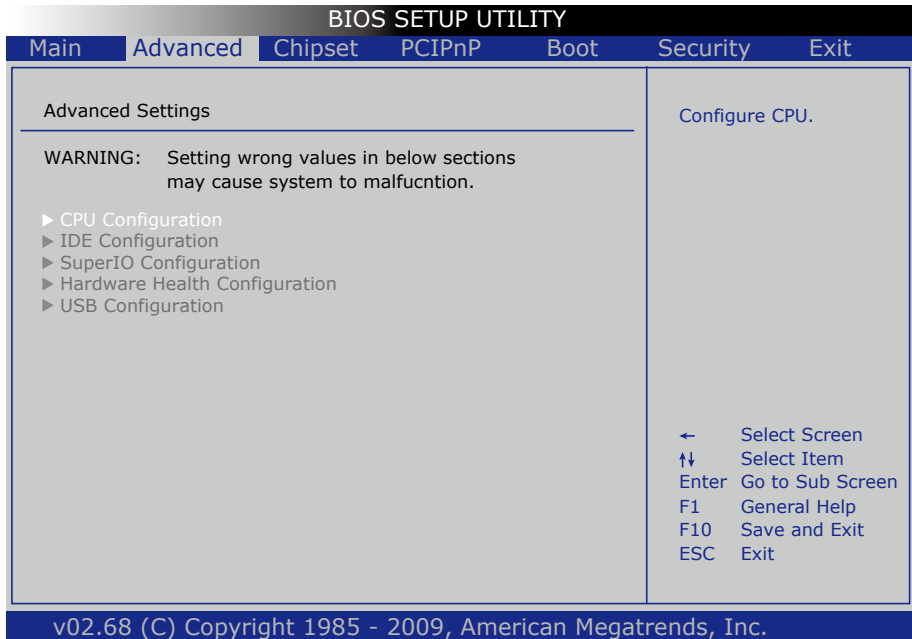 BIOS SETUP UTILITY
Main Advanced Chipset PCIPnP Boot Security Exit
Advanced Settings
WARNING: Setting wrong values in below sections
may cause system to malfucntion.
▶ CPU Configuration
▶ IDE Configuration
▶ SuperIO Configuration
▶ Hardware Health Configuration
▶ USB Configuration
Configure CPU.
← Select Screen
↑↓ Select Item
Enter Go to Sub Screen
F1 General Help
F10 Save and Exit
ESC Exit
v02.68 (C) Copyright 1985 - 2009, American Megatrends, Inc.